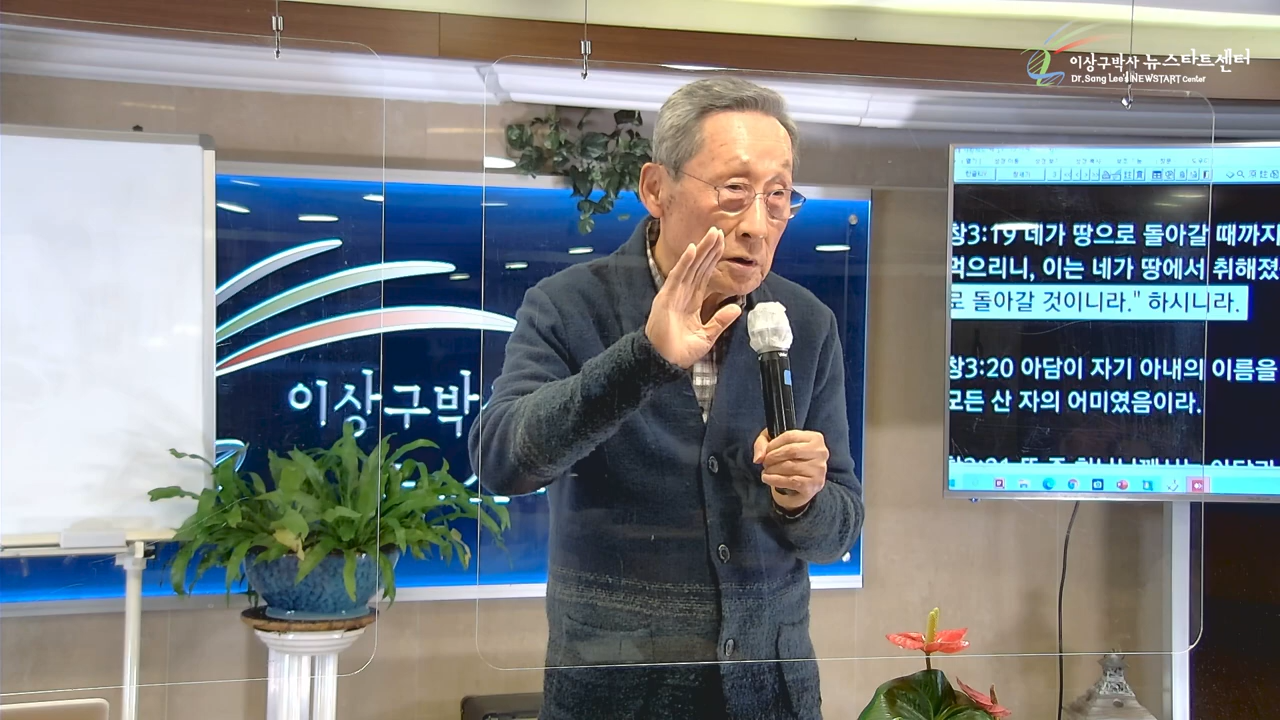 이상구박사 뉴스타트센터
Dr. Sang Lee's NEWSTART Center
이상구박
창3:19 네가 땅으로 돌아갈 때까지
먹으리니, 이는 네가 땅에서 취해졌
로 돌아갈 것이니라." 하시니라.
창3:20 아담이 자기 아내의 이름을
모든 산 자의 어미였음이라.